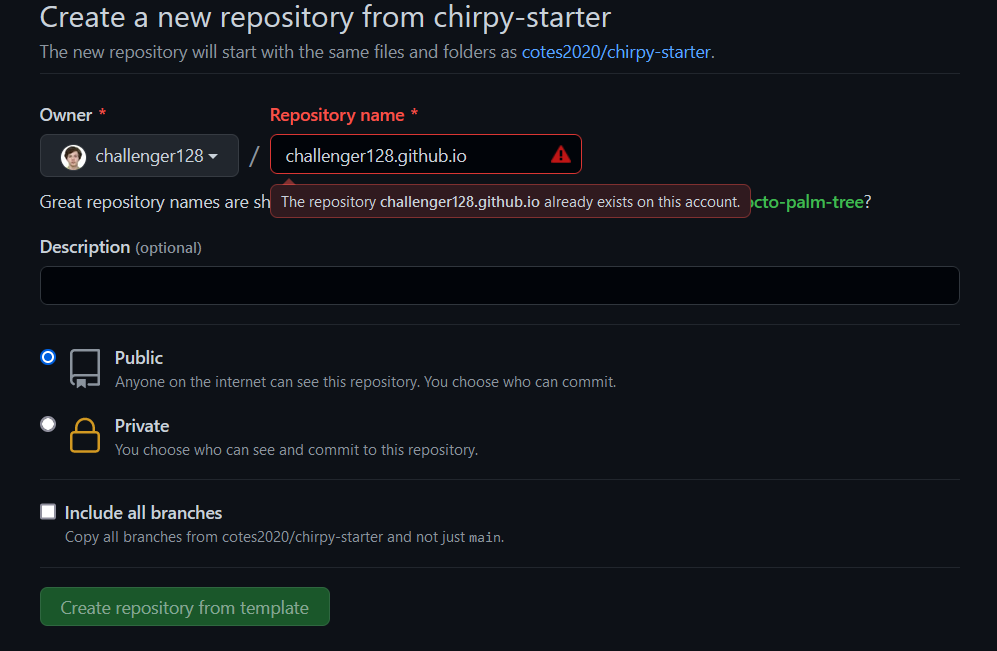 Create a new repository from chirpy-starter
The new repository will start with the same files and folders as cotes2020/chirpy-starter.
Owner *
Repository name *
challenger128
/
challenger128.github.io
Great repository names are
The repository challenger128.github.io already exists on this account.
octo-palm-tree?
Description (optional)
Public
Anyone on the internet can see this repository. You choose who can commit.
Private
You choose who can see and commit to this repository.
Include all branches
Copy all branches from cotes2020/chirpy-starter and not just main.
Create repository from template